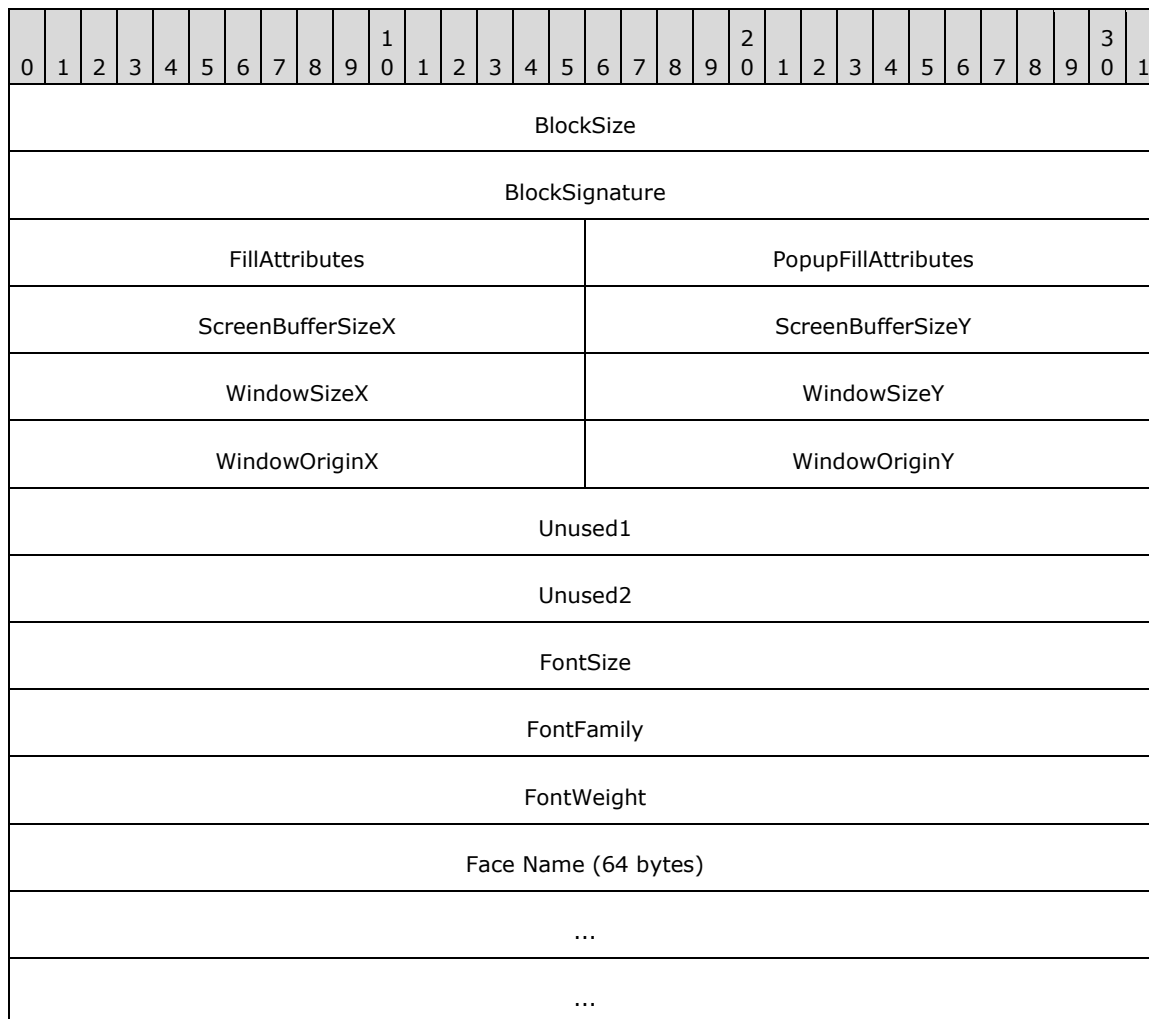 1 2 3
0 1 2 3 4 5 6 7 8 9 0 1 2 3 4 5 6 7 8 9 0 1 2 3 4 5 6 7 8 9 0 1
BlockSize
BlockSignature
FillAttributes PopupFillAttributes
ScreenBufferSizeX ScreenBufferSizeY
WindowSizeX WindowSizeY
WindowOriginX WindowOriginY
Unused1
Unused2
FontSize
FontFamily
FontWeight
Face Name (64 bytes)
...
...